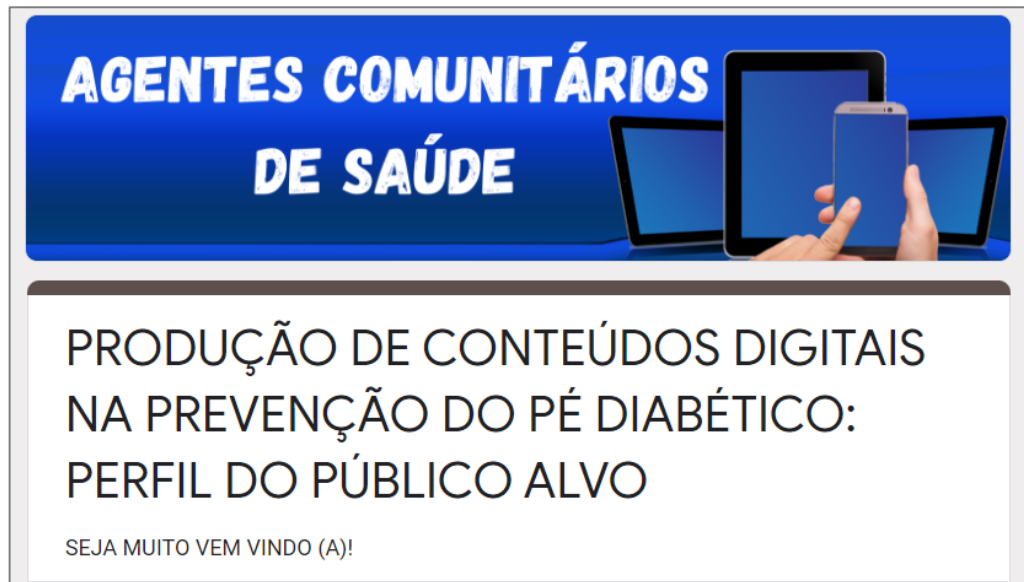 AGENTES COMUNITÁRIOS
DE SAÚDE
PRODUÇÃO DE CONTEÚDOS DIGITAIS
NA PREVENÇÃO DO PÉ DIABÉTICO:
PERFIL DO PÚBLICO ALVO
SEJA MUITO VEM VINDO (A)!